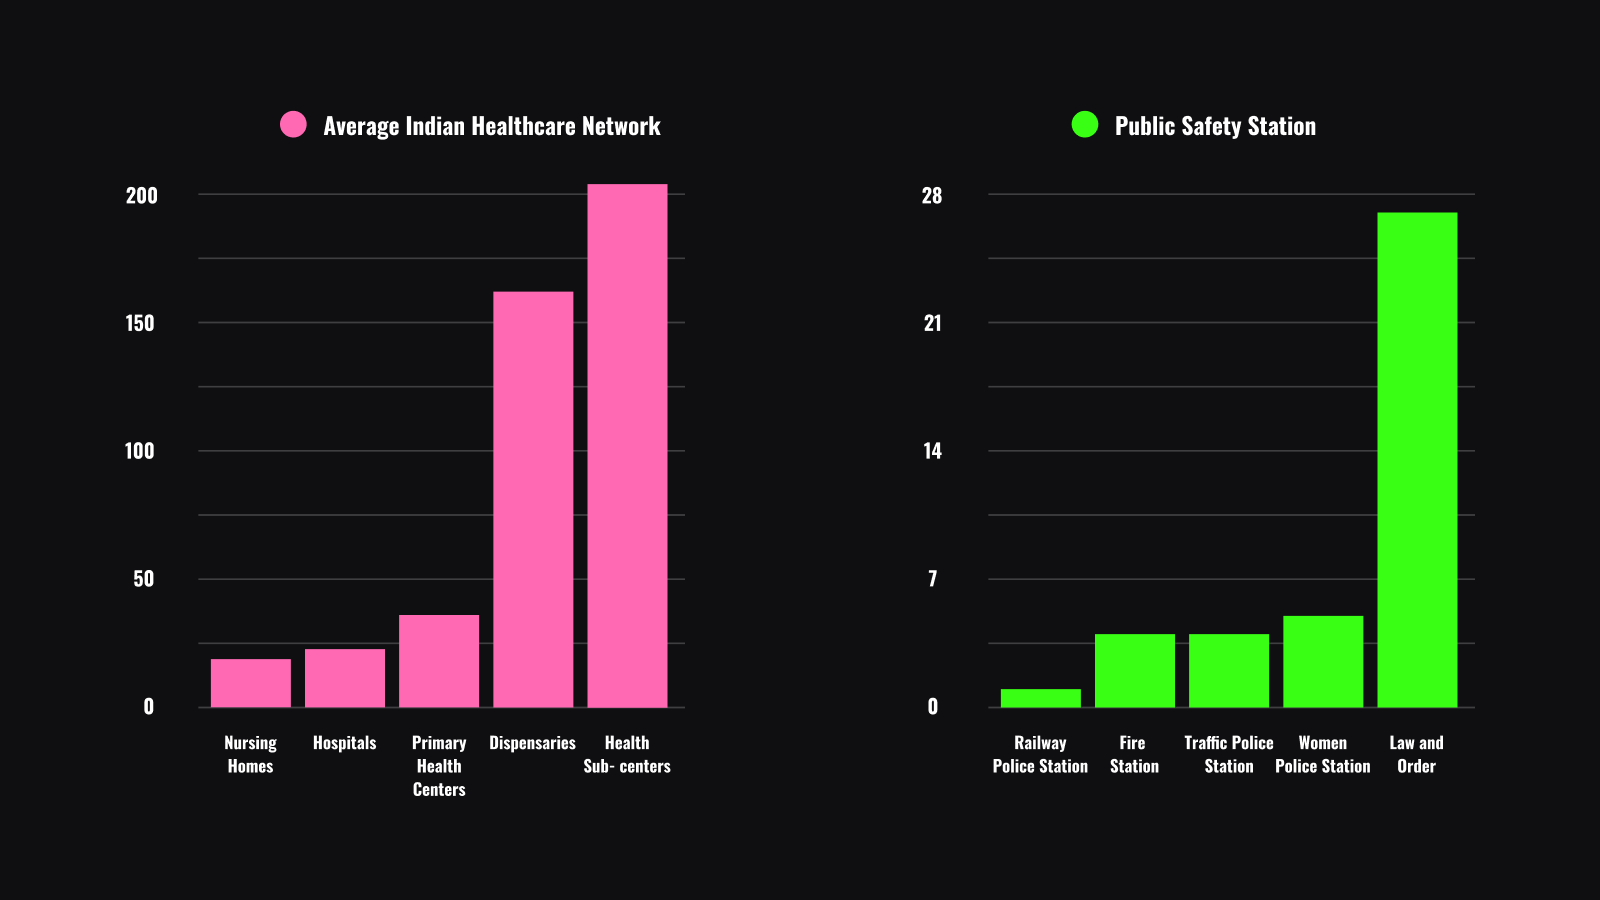 Average Indian Healthcare Network
200
150
100
50
0
Nursing
Homes
Hospitals
Primary
Health
Centers
Dispensaries
Health
Sub- centers
Public Safety Station
28
21
14
7
0
Railway
Police Station
Fire
Station
Traffic Police
Station
Women
Police Station
Law and
Order